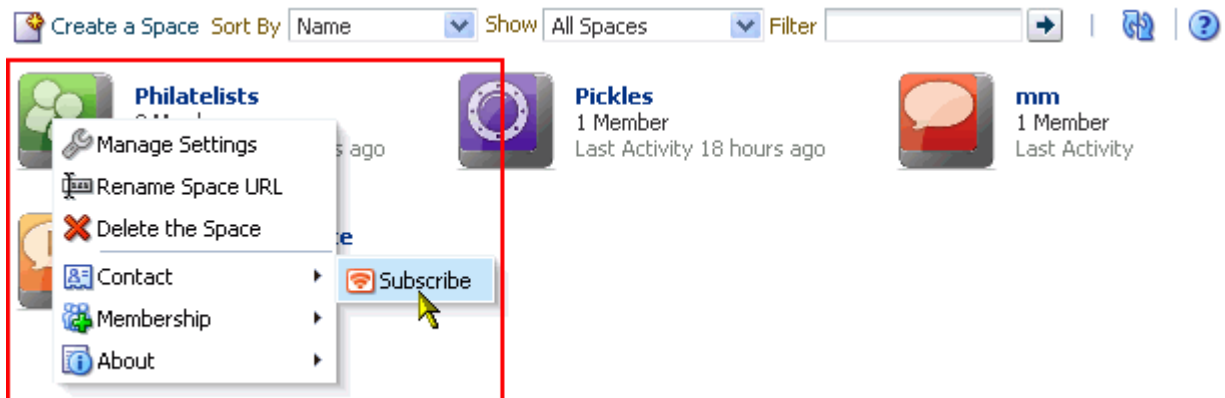 Create a Space Sort By Name Show All Spaces Filter
Philatelists
Manage Settings
Rename Space URL
Delete the Space
Contact
Membership
About
Subscribe
s ago
Pickles
1 Member
Last Activity 18 hours ago
mm
1 Member
Last Activity